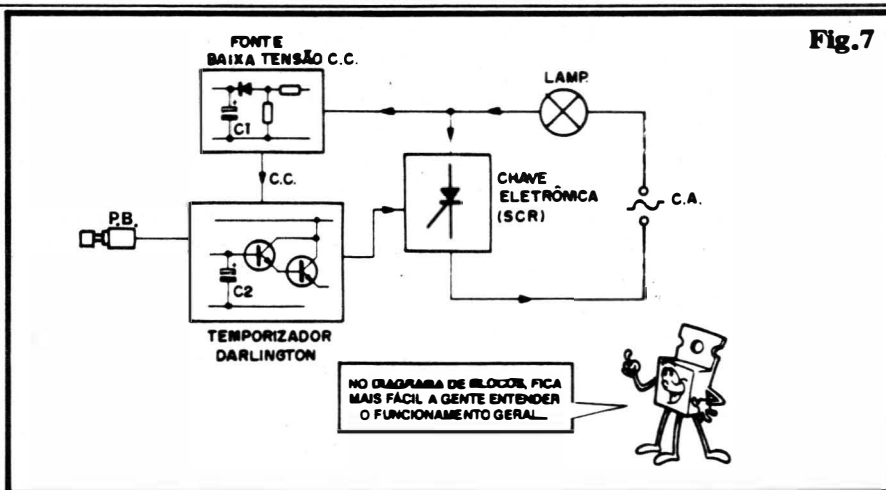 Fig.7
FONTE
BAIXA TENSÃO C.C.
C1
LAMP.
C.C.
CHAVE
ELETRÔNICA
(SCR)
C.A.
P.B.
C2
TEMPORIZADOR
DARLINGTON
NO DIAGRAMA DE BLOCOS, FICA
MAIS FÁCIL A GENTE ENTENDER
O FUNCIONAMENTO GERAL...